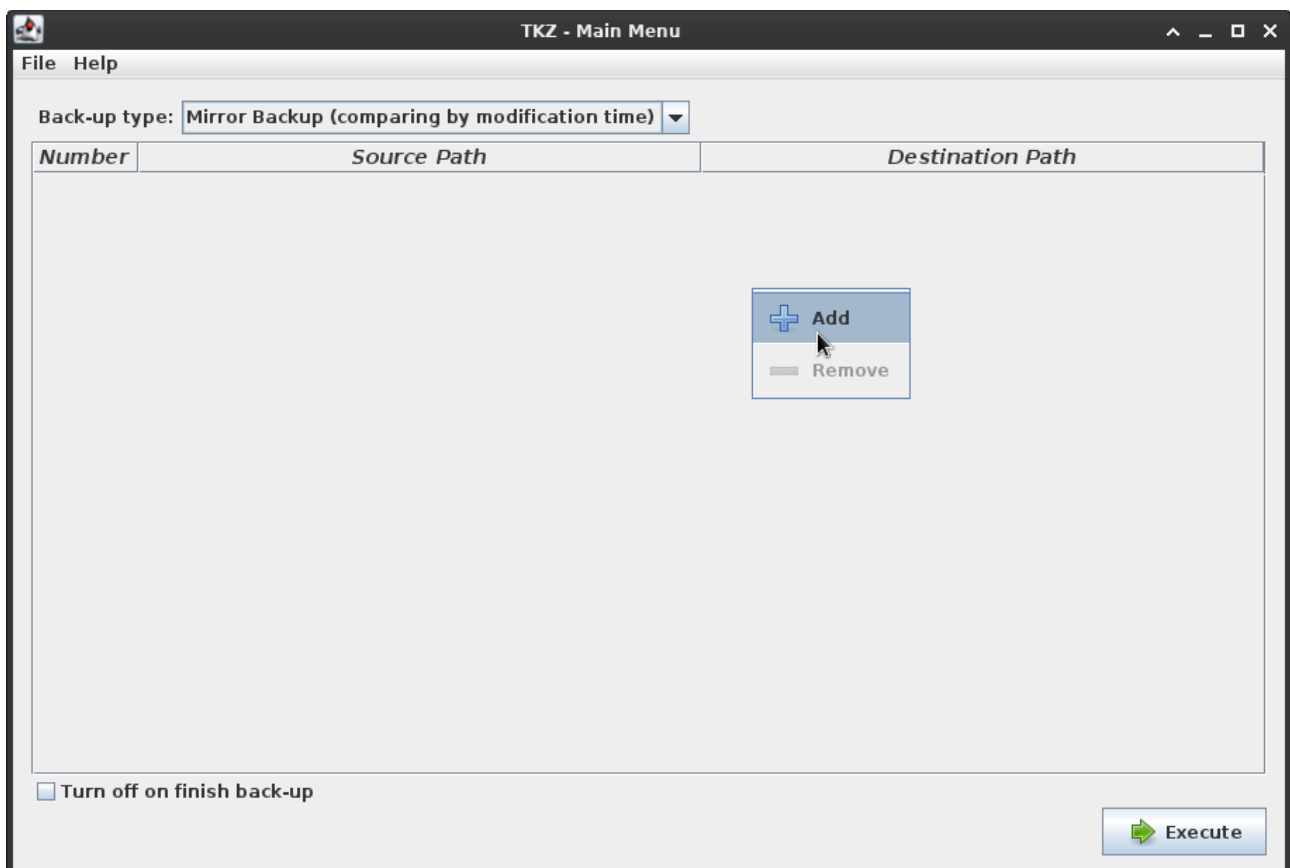 TKZ - Main Menu
File Help
Back-up type: Mirror Backup (comparing by modification time)
Number Source Path Destination Path
Add
Remove
Turn off on finish back-up
Execute